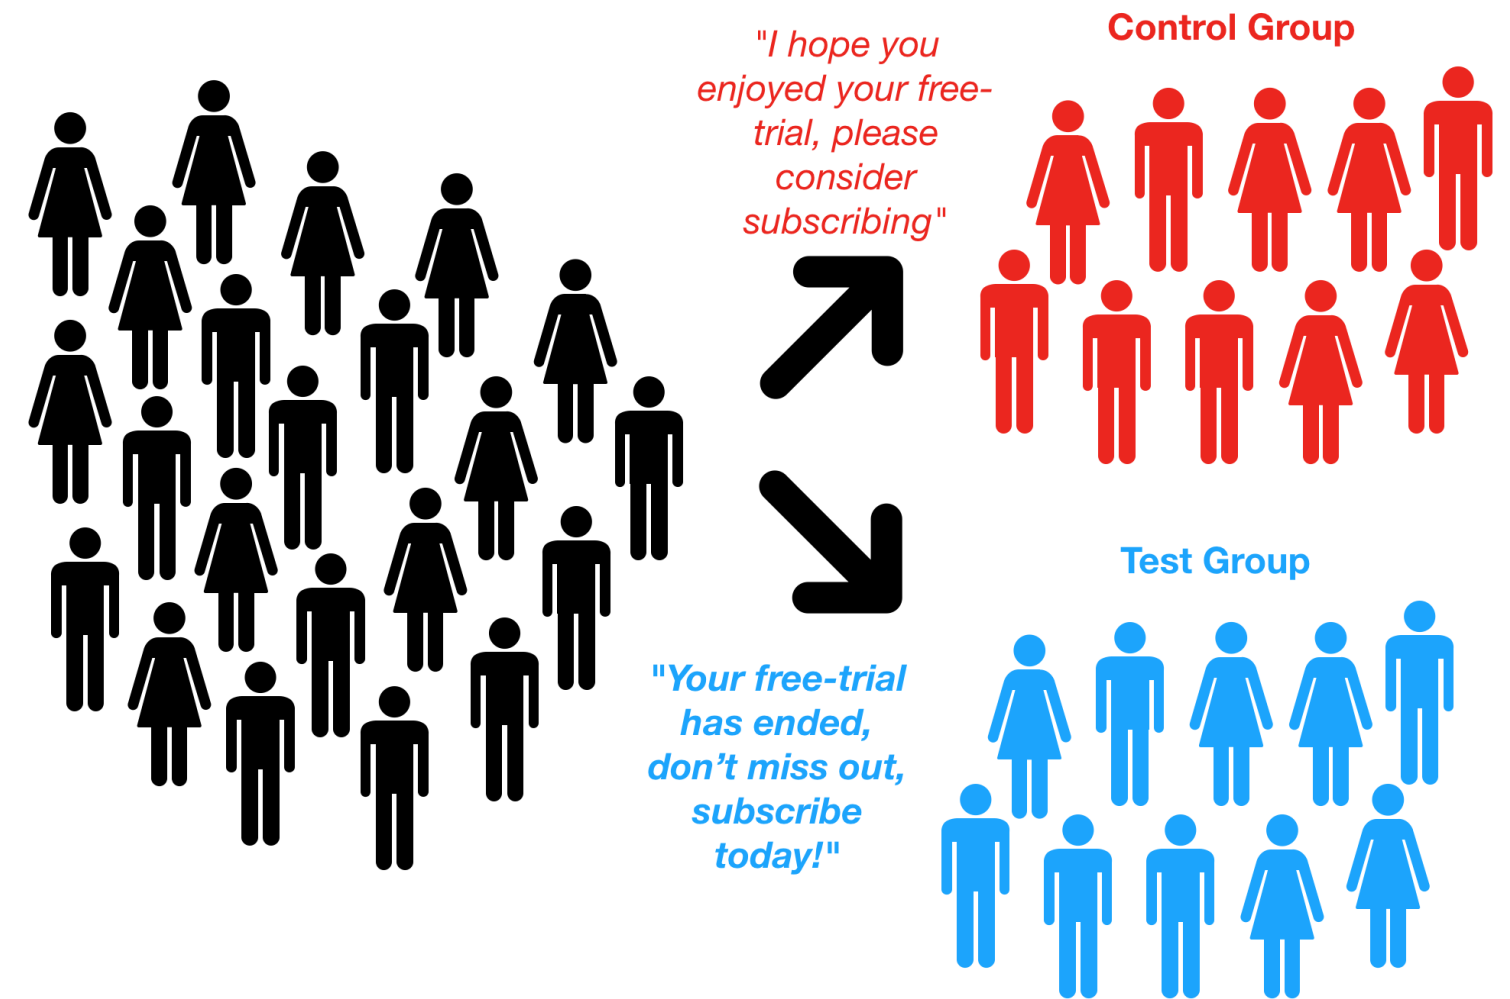 "I hope you
enjoyed your free-
trial, please
consider
subscribing"
Control Group
Test Group
"Your free-trial
has ended,
don’t miss out,
subscribe
today!"